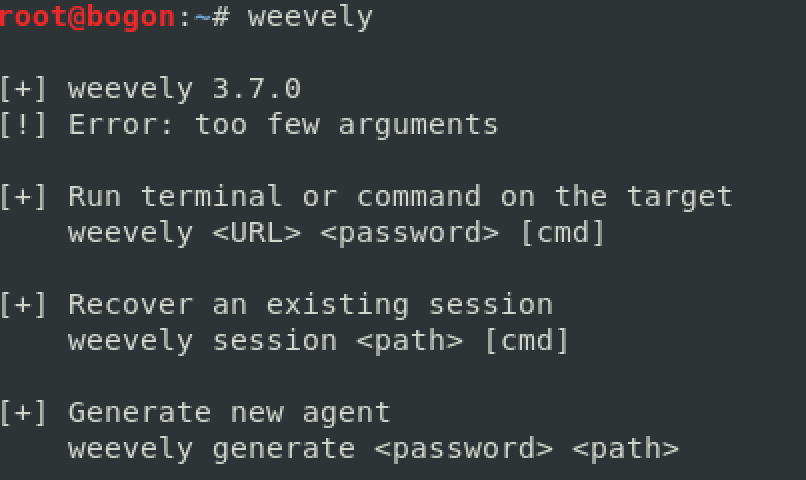 root@bogon:~# weevely
[+] weevely 3.7.0
[!] Error: too few arguments
[+] Run terminal or command on the target
weevely <URL> <password> [cmd]
[+] Recover an existing session
weevely session <path> [cmd]
[+] Generate new agent
weevely generate <password> <path>